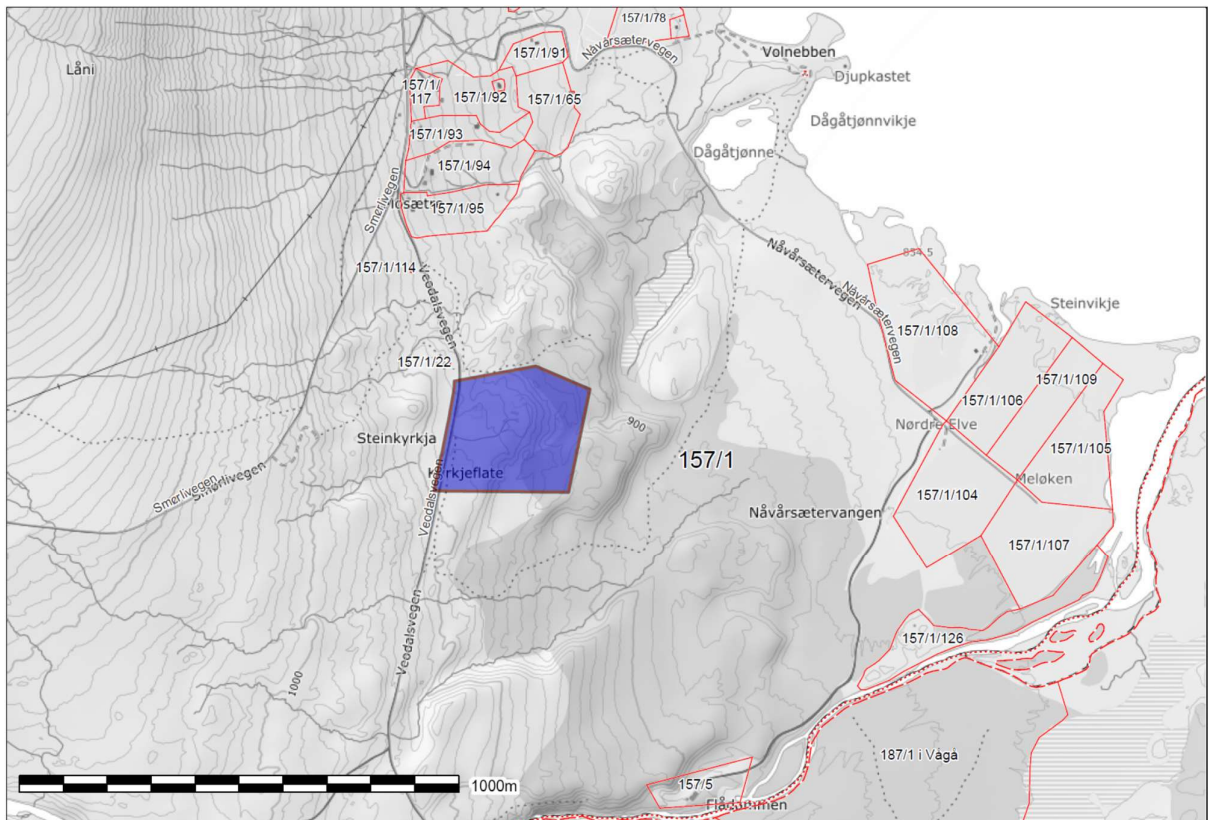 157/1/78
157/1/91
Nåvårsætervegen
Volnebben
Låni
Djupkastet
157/1/
117
157/1/92
157/1/65
Dågåtjønnvikje
157/1/93
Dågåtjønne
157/1/94
Smørlivegen
157/1/95
Nåvårsætervegen
834.5
157/1/114
Veodalsvegen
Nåvårsætervegen
Steinvikje
157/1/108
157/1/22
157/1/109
157/1/106
900
Nørdre Elve
Steinkyrkja
157/1
157/1/105
Kyrkjeflate
Smørlivegen
Smørlivegen
Meløken
Veodalsvegen
157/1/104
Nåvårsætervangen
157/1/107
Veodalsvegen
157/1/126
1000
187/1 i Vågå
1000m
157/5
Flådammen